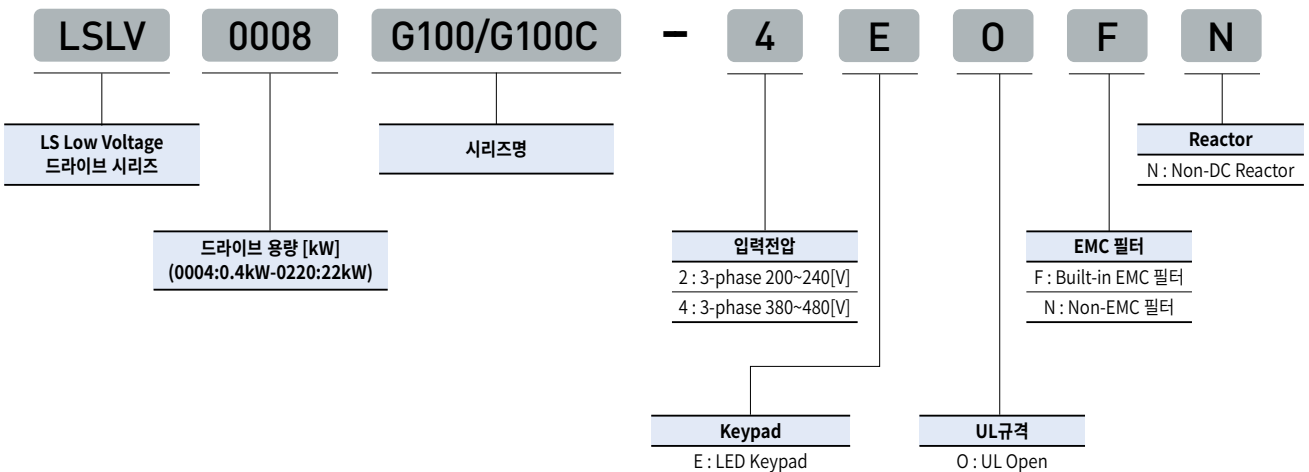 LSLV 0008 G100/G100C - 4 E O F N
LS Low Voltage
드라이브 시리즈
시리즈명
Reactor
N : Non-DC Reactor
드라이브 용량 [kW]
(0004:0.4kW-0220:22kW)
입력전압
2 : 3-phase 200~240[V]
4 : 3-phase 380~480[V]
EMC 필터
F : Built-in EMC 필터
N : Non-EMC 필터
Keypad
E : LED Keypad
UL규격
O : UL Open